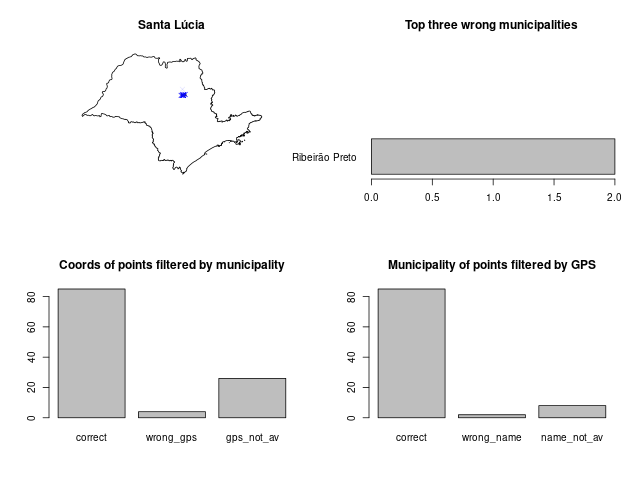 Santa Lúcia
Top three wrong municipalities
Ribeirão Preto
0.0 0.5 1.0 1.5 2.0
Coords of points filtered by municipality
0 20 40 60 80
correct wrong_gps gps_not_av
Municipality of points filtered by GPS
0 20 40 60 80
correct wrong_name name_not_av